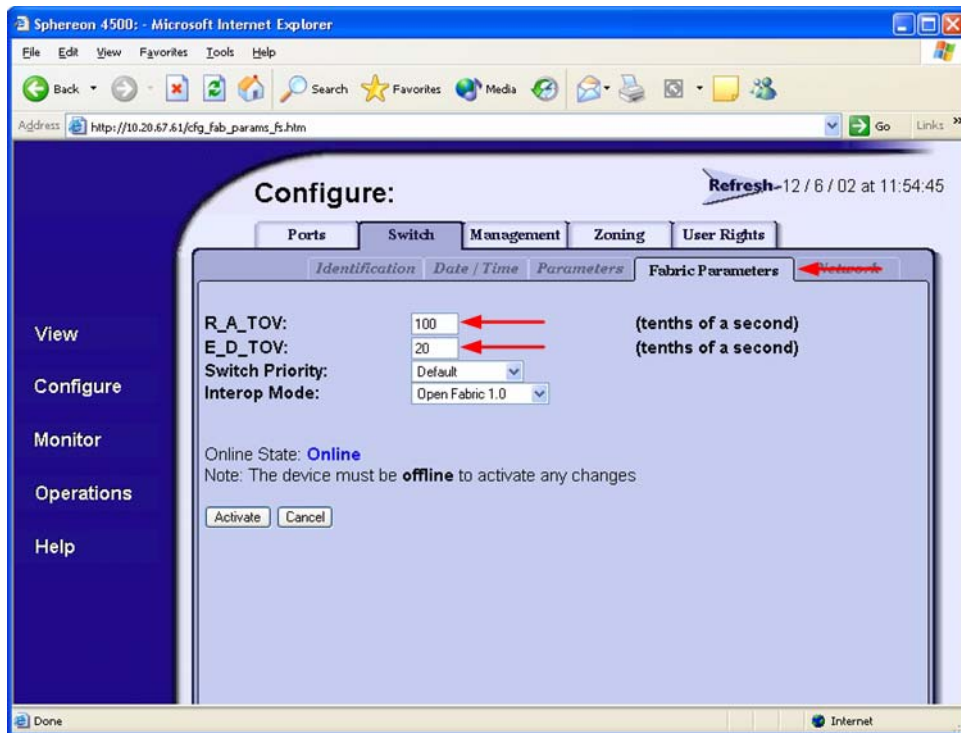 Sphereon 4500: - Microsoft Internet Explorer
File Edit View Favorites Tools Help
Back Search Favorites Media
Address http://10.20.67.61/cfg_fab_params_fs.htm Go Links »
Configure:
Refresh-12 / 6 / 02 at 11:54:45
Ports Switch Management Zoning User Rights
Identification Date / Time Parameters Fabric Parameters Network
View
Configure
Monitor
Operations
Help
R_A_TOV: 100 (tenths of a second)
E_D_TOV: 20 (tenths of a second)
Switch Priority: Default
Interop Mode: Open Fabric 1.0
Online State: Online
Note: The device must be offline to activate any changes
Activate Cancel
Done Internet